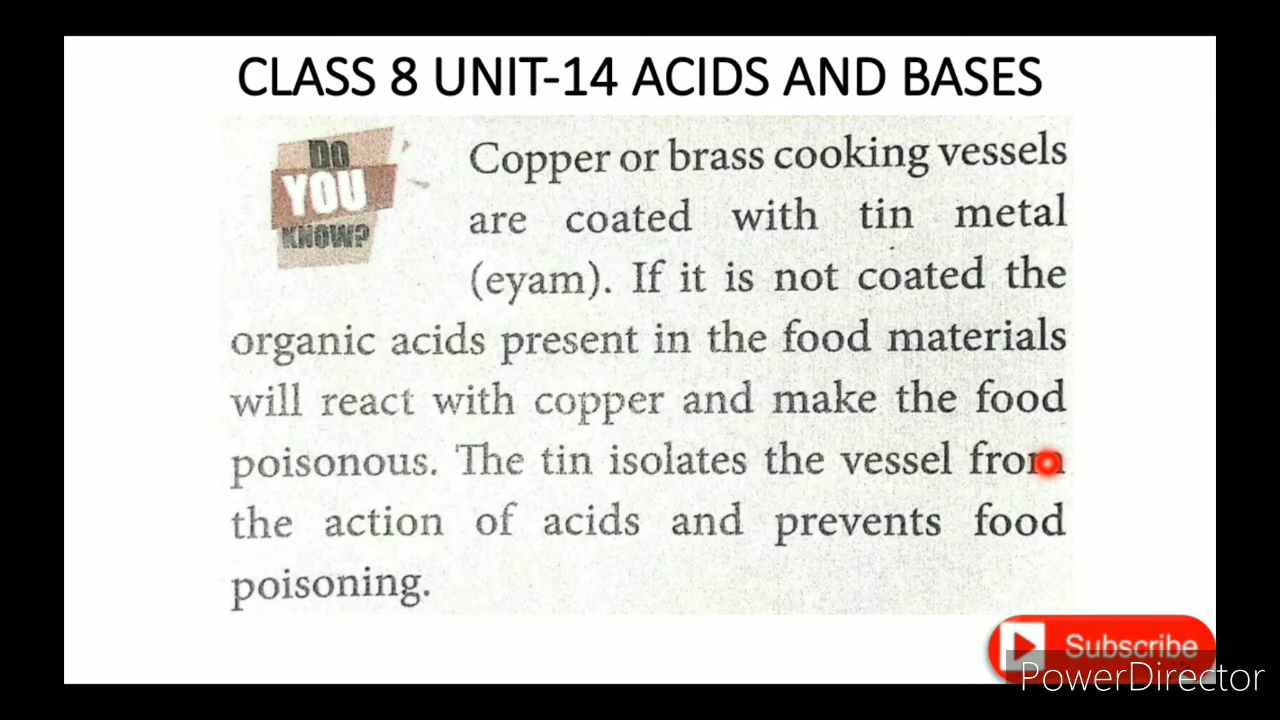 CLASS 8 UNIT-14 ACIDS AND BASES
DO
YOU
KNOW?
Copper or brass cooking vessels
are coated with tin metal
(eyam). If it is not coated the
organic acids present in the food materials
will react with copper and make the food
poisonous. The tin isolates the vessel from
the action of acids and prevents food
poisoning.
Subscribe
PowerDirector